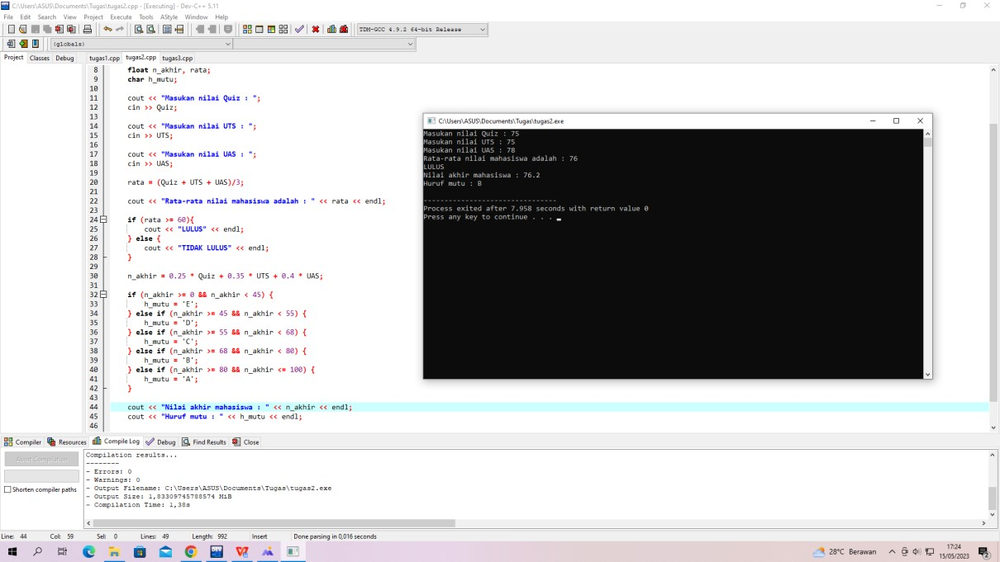 C:\Users\ASUS\Documents\Tugas\tugas2.cpp - [Executing] - Dev-C++ 5.11
File Edit Search View Project Execute Tools AStyle Window Help
TDM-GCC 4.9.2 64-bit Release
(globals)
Project Classes Debug
tugas1.cpp tugas2.cpp tugas3.cpp
8 float n_akhir, rata;
9 char h_mutu;
10
11 cout << "Masukan nilai Quiz : ";
12 cin >> Quiz;
13
14 cout << "Masukan nilai UTS : ";
15 cin >> UTS;
16
17 cout << "Masukan nilai UAS : ";
18 cin >> UAS;
19
20 rata = (Quiz + UTS + UAS)/3;
21
22 cout << "Rata-rata nilai mahasiswa adalah : " << rata << endl;
23
24 if (rata >= 60){
25 cout << "LULUS" << endl;
26 } else {
27 cout << "TIDAK LULUS" << endl;
28 }
29
30 n_akhir = 0.25 * Quiz + 0.35 * UTS + 0.4 * UAS;
31
32 if (n_akhir >= 0 && n_akhir < 45) {
33 h_mutu = 'E';
34 } else if (n_akhir >= 45 && n_akhir < 55) {
35 h_mutu = 'D';
36 } else if (n_akhir >= 55 && n_akhir < 68) {
37 h_mutu = 'C';
38 } else if (n_akhir >= 68 && n_akhir < 80) {
39 h_mutu = 'B';
40 } else if (n_akhir >= 80 && n_akhir <= 100) {
41 h_mutu = 'A';
42 }
43
44 cout << "Nilai akhir mahasiswa : " << n_akhir << endl;
45 cout << "Huruf mutu : " << h_mutu << endl;
46
C:\Users\ASUS\Documents\Tugas\tugas2.exe
Masukan nilai Quiz : 75
Masukan nilai UTS : 75
Masukan nilai UAS : 78
Rata-rata nilai mahasiswa adalah : 76
LULUS
Nilai akhir mahasiswa : 76.2
Huruf mutu : B
--------------------------------
Process exited after 7.958 seconds with return value 0
Press any key to continue . . .
Compiler Resources Compile Log Debug Find Results Close
Abort Compilation
Shorten compiler paths
Compilation results...
--------
- Errors: 0
- Warnings: 0
- Output Filename: C:\Users\ASUS\Documents\Tugas\tugas2.exe
- Output Size: 1,83309745788574 MiB
- Compilation Time: 1,38s
Line: 44 Col: 59 Sel: 0 Lines: 49 Length: 992 Insert Done parsing in 0,016 seconds
28°C Berawan
17:24
15/05/2023
2